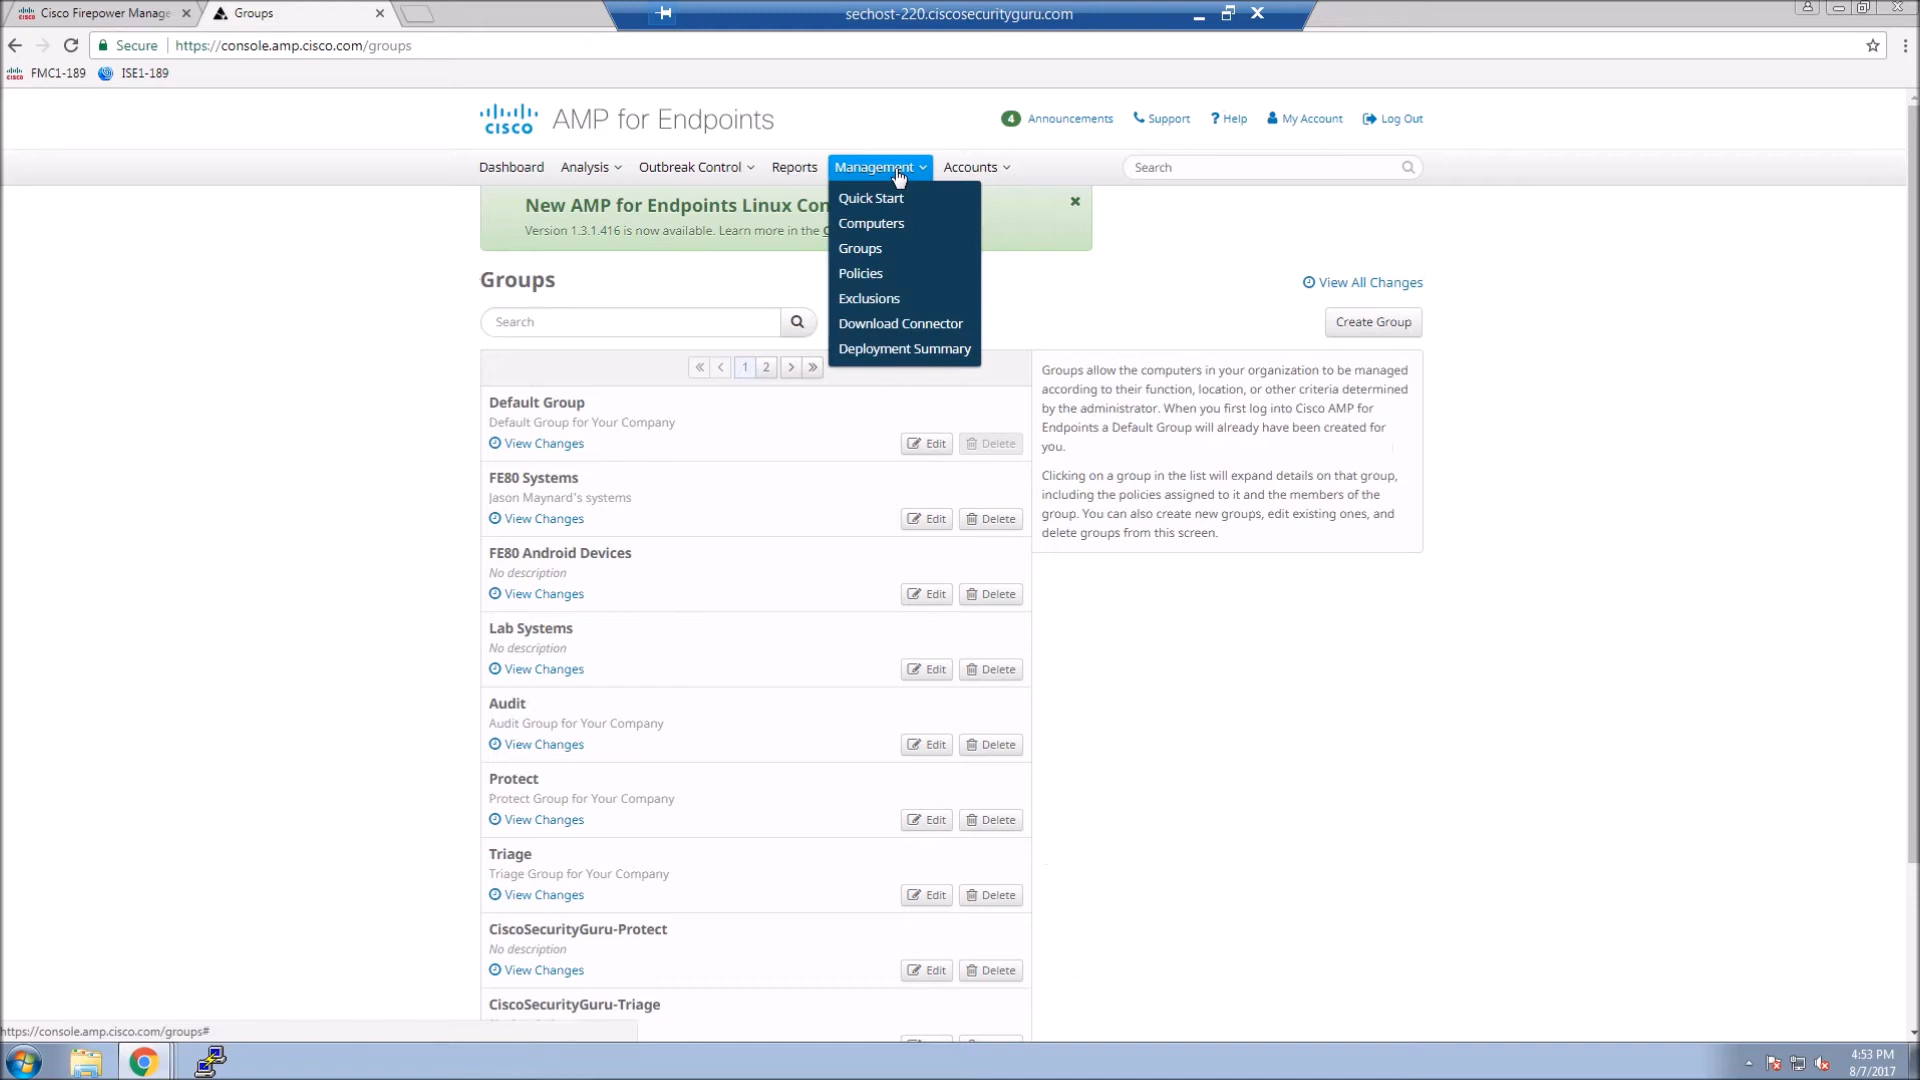 Cisco Firepower Manage
Groups
sechost-220.ciscosecurityguru.com
Secure
https://console.amp.cisco.com/groups
FMC1-189
ISE1-189
CISCO
AMP for Endpoints
4 Announcements
Support
? Help
My Account
Log Out
Dashboard
Analysis
Outbreak Control
Reports
Management
Accounts
Search
New AMP for Endpoints Linux Con
Version 1.3.1.416 is now available. Learn more in the
Quick Start
Computers
Groups
Policies
Exclusions
Download Connector
Deployment Summary
Groups
View All Changes
Search
Create Group
« < 1 2 > »
Default Group
Default Group for Your Company
View Changes
Edit
Delete
FE80 Systems
Jason Maynard's systems
View Changes
Edit
Delete
FE80 Android Devices
No description
View Changes
Edit
Delete
Lab Systems
No description
View Changes
Edit
Delete
Audit
Audit Group for Your Company
View Changes
Edit
Delete
Protect
Protect Group for Your Company
View Changes
Edit
Delete
Triage
Triage Group for Your Company
View Changes
Edit
Delete
CiscoSecurityGuru-Protect
No description
View Changes
Edit
Delete
CiscoSecurityGuru-Triage
Groups allow the computers in your organization to be managed
according to their function, location, or other criteria determined
by the administrator. When you first log into Cisco AMP for
Endpoints a Default Group will already have been created for
you.
Clicking on a group in the list will expand details on that group,
including the policies assigned to it and the members of the
group. You can also create new groups, edit existing ones, and
delete groups from this screen.
https://console.amp.cisco.com/groups#
4:53 PM
8/7/2017